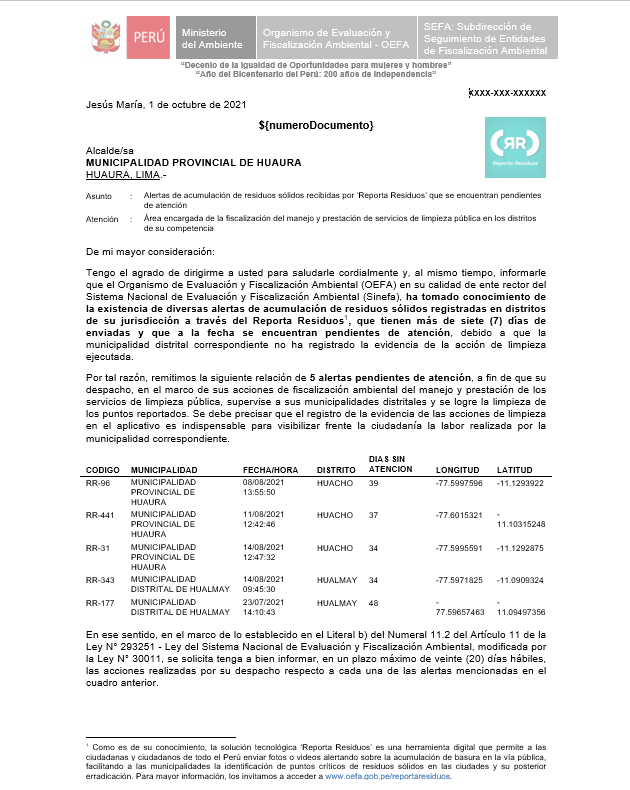 PERÚ
Ministerio
del Ambiente
Organismo de Evaluación y
Fiscalización Ambiental - OEFA
SEFA: Subdirección de
Seguimiento de Entidades
de Fiscalización Ambiental
"Decenio de la Igualdad de Oportunidades para mujeres y hombres"
"Año del Bicentenario del Perú: 200 años de Independencia"
XXXX-XXX-XXXXXX
Jesús María, 1 de octubre de 2021
${numeroDocumento}
RR
Reporta Residuos
Alcalde/sa
MUNICIPALIDAD PROVINCIAL DE HUAURA
HUAURA, LIMA.-
Asunto : Alertas de acumulación de residuos sólidos recibidas por 'Reporta Residuos' que se encuentran pendientes
de atención
Atención : Área encargada de la fiscalización del manejo y prestación de servicios de limpieza pública en los distritos
de su competencia
De mi mayor consideración:
Tengo el agrado de dirigirme a usted para saludarle cordialmente y, al mismo tiempo, informarle
que el Organismo de Evaluación y Fiscalización Ambiental (OEFA) en su calidad de ente rector del
Sistema Nacional de Evaluación y Fiscalización Ambiental (Sinefa), ha tomado conocimiento de
la existencia de diversas alertas de acumulación de residuos sólidos registradas en distritos
de su jurisdicción a través del Reporta Residuos¹, que tienen más de siete (7) días de
enviadas y que a la fecha se encuentran pendientes de atención, debido a que la
municipalidad distrital correspondiente no ha registrado la evidencia de la acción de limpieza
ejecutada.
Por tal razón, remitimos la siguiente relación de 5 alertas pendientes de atención, a fin de que su
despacho, en el marco de sus acciones de fiscalización ambiental del manejo y prestación de los
servicios de limpieza pública, supervise a sus municipalidades distritales y se logre la limpieza de
los puntos reportados. Se debe precisar que el registro de la evidencia de las acciones de limpieza
en el aplicativo es indispensable para visibilizar frente la ciudadanía la labor realizada por la
municipalidad correspondiente.
CODIGO MUNICIPALIDAD FECHA/HORA DISTRITO DIAS SIN ATENCION LONGITUD LATITUD
RR-96 MUNICIPALIDAD 08/08/2021 HUACHO 39 -77.5997596 -11.1293922
PROVINCIAL DE 13:55:50
HUAURA
RR-441 MUNICIPALIDAD 11/08/2021 HUACHO 37 -77.6015321 -
PROVINCIAL DE 12:42:46 11.10315248
HUAURA
RR-31 MUNICIPALIDAD 14/08/2021 HUACHO 34 -77.5995591 -11.1292875
PROVINCIAL DE 12:47:32
HUAURA
RR-343 MUNICIPALIDAD 14/08/2021 HUALMAY 34 -77.5971825 -11.0909324
DISTRITAL DE HUALMAY 09:45:30
RR-177 MUNICIPALIDAD 23/07/2021 HUALMAY 48 - -
DISTRITAL DE HUALMAY 14:10:43 77.59657463 11.09497356
En ese sentido, en el marco de lo establecido en el Literal b) del Numeral 11.2 del Artículo 11 de la
Ley N° 293251 - Ley del Sistema Nacional de Evaluación y Fiscalización Ambiental, modificada por
la Ley N° 30011, se solicita tenga a bien informar, en un plazo máximo de veinte (20) días hábiles,
las acciones realizadas por su despacho respecto a cada una de las alertas mencionadas en el
cuadro anterior.
¹ Como es de su conocimiento, la solución tecnológica 'Reporta Residuos' es una herramienta digital que permite a las
ciudadanas y ciudadanos de todo el Perú enviar fotos o videos alertando sobre la acumulación de basura en la vía pública,
facilitando a las municipalidades la identificación de puntos críticos de residuos sólidos en las ciudades y su posterior
erradicación. Para mayor información, los invitamos a acceder a www.oefa.gob.pe/reportaresiduos.